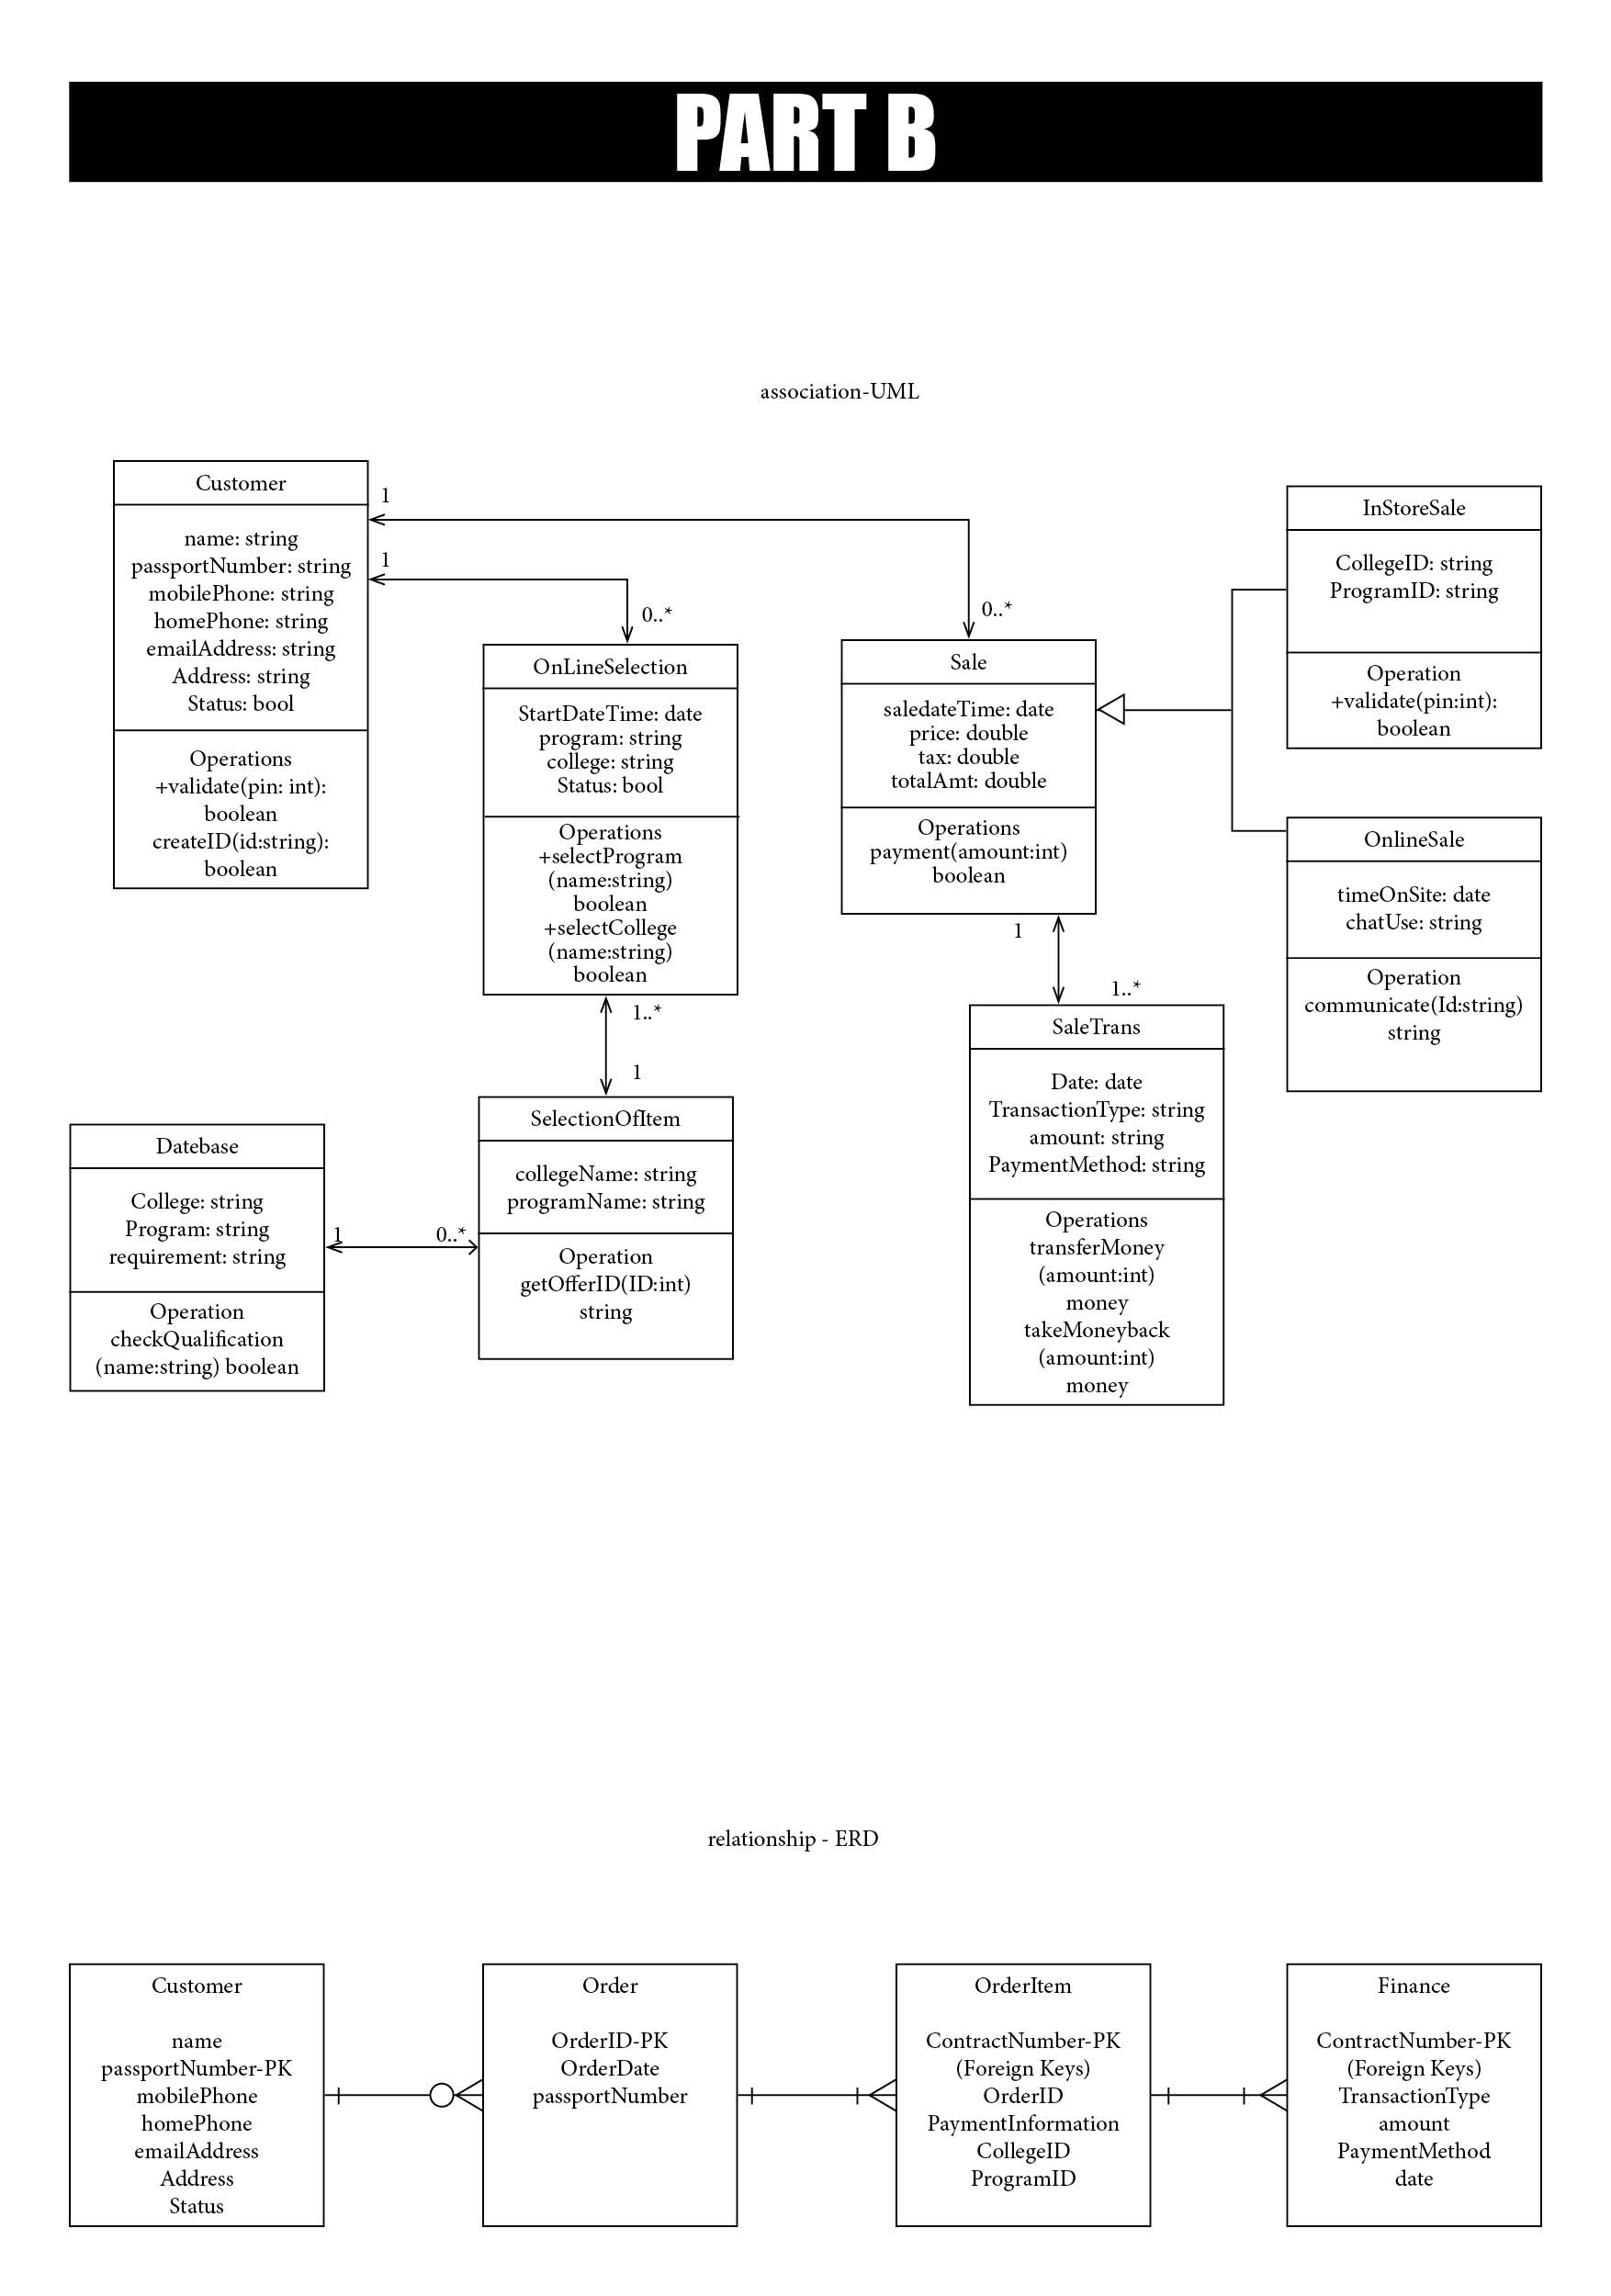 PART B
association-UML
Customer
name: string
passportNumber: string
mobilePhone: string
homePhone: string
emailAddress: string
Address: string
Status: bool
Operations
+validate(pin: int):
boolean
createID(id:string):
boolean
1
1
0..*
0..*
OnLineSelection
StartDateTime: date
program: string
college: string
Status: bool
Operations
+selectProgram
(name:string)
boolean
+selectCollege
(name:string)
boolean
Sale
saledateTime: date
price: double
tax: double
totalAmt: double
Operations
payment(amount:int)
boolean
InStoreSale
CollegeID: string
ProgramID: string
Operation
+validate(pin:int):
boolean
OnlineSale
timeOnSite: date
chatUse: string
Operation
communicate(Id:string)
string
1
1..*
SaleTrans
Date: date
TransactionType: string
amount: string
PaymentMethod: string
Operations
transferMoney
(amount:int)
money
takeMoneyback
(amount:int)
money
1..*
1
SelectionOfItem
collegeName: string
programName: string
Operation
getOfferID(ID:int)
string
Datebase
College: string
Program: string
requirement: string
Operation
checkQualification
(name:string) boolean
1
0..*
relationship - ERD
Customer
name
passportNumber-PK
mobilePhone
homePhone
emailAddress
Address
Status
Order
OrderID-PK
OrderDate
passportNumber
OrderItem
ContractNumber-PK
(Foreign Keys)
OrderID
PaymentInformation
CollegeID
ProgramID
Finance
ContractNumber-PK
(Foreign Keys)
TransactionType
amount
PaymentMethod
date